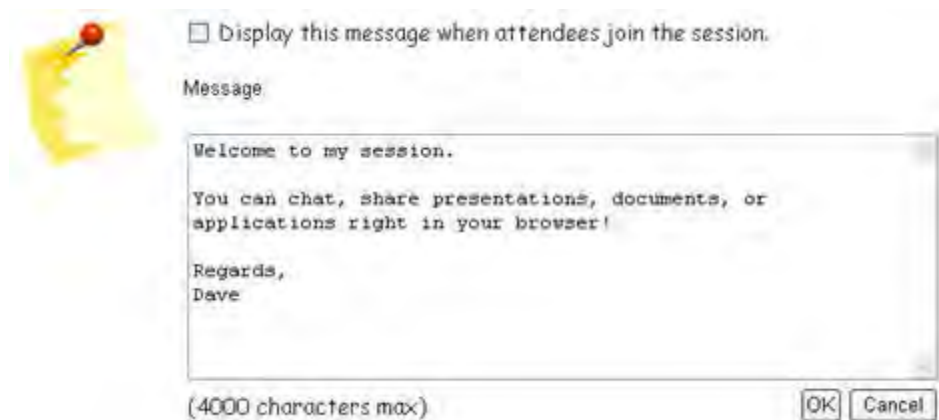 Display this message when attendees join the session.
Message
Welcome to my session.
You can chat, share presentations, documents, or
applications right in your browser!
Regards,
Dave
(4000 characters max)
OK Cancel